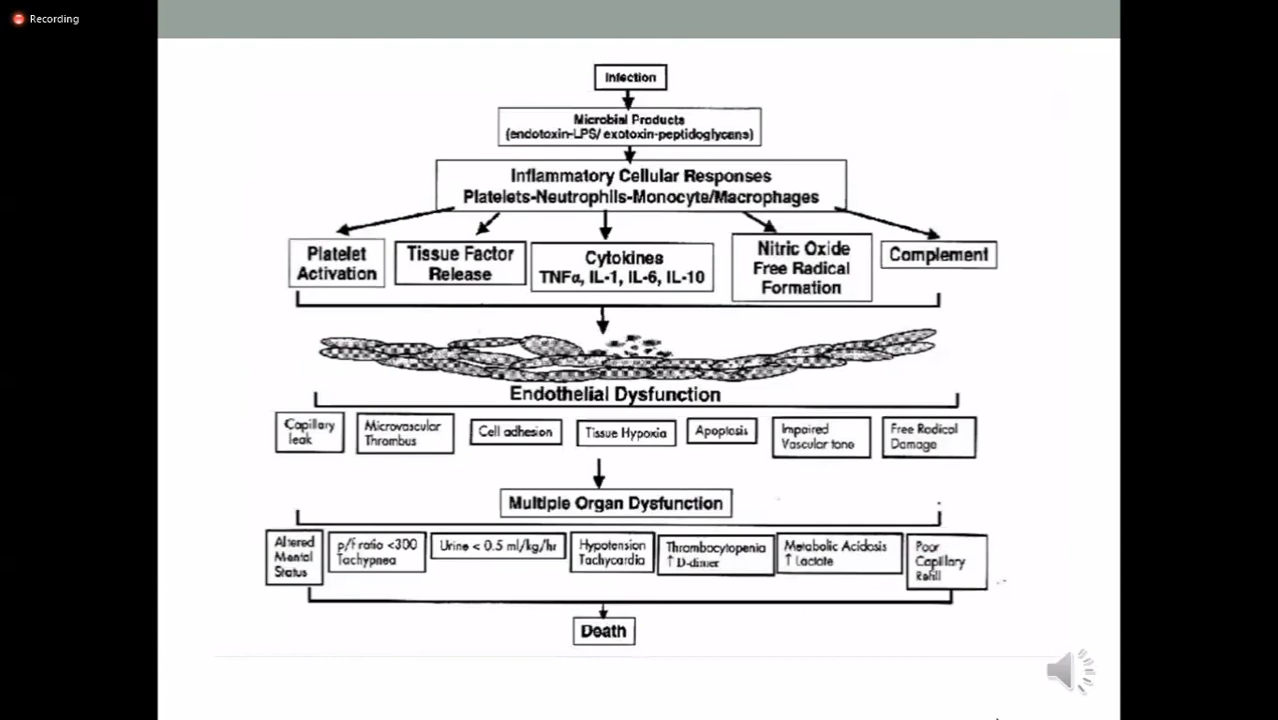 Recording
Infection
Microbial Products
(endotoxin-LPS/ exotoxin-peptidoglycans)
Inflammatory Cellular Responses
Platelets-Neutrophils-Monocyte/Macrophages
Platelet
Activation
Tissue Factor
Release
Cytokines
TNFα, IL-1, IL-6, IL-10
Nitric Oxide
Free Radical
Formation
Complement
Endothelial Dysfunction
Capillary
leak
Microvascular
Thrombus
Cell adhesion
Tissue Hypoxia
Apoptosis
Impaired
Vascular tone
Free Radical
Damage
Multiple Organ Dysfunction
Altered
Mental
Status
p/f ratio <300
Tachypnea
Urine < 0.5 ml/kg/hr
Hypotension
Tachycardia
Thrombocytopenia
↑ D-dimer
Metabolic Acidosis
↑ Lactate
Poor
Capillary
Refill
Death